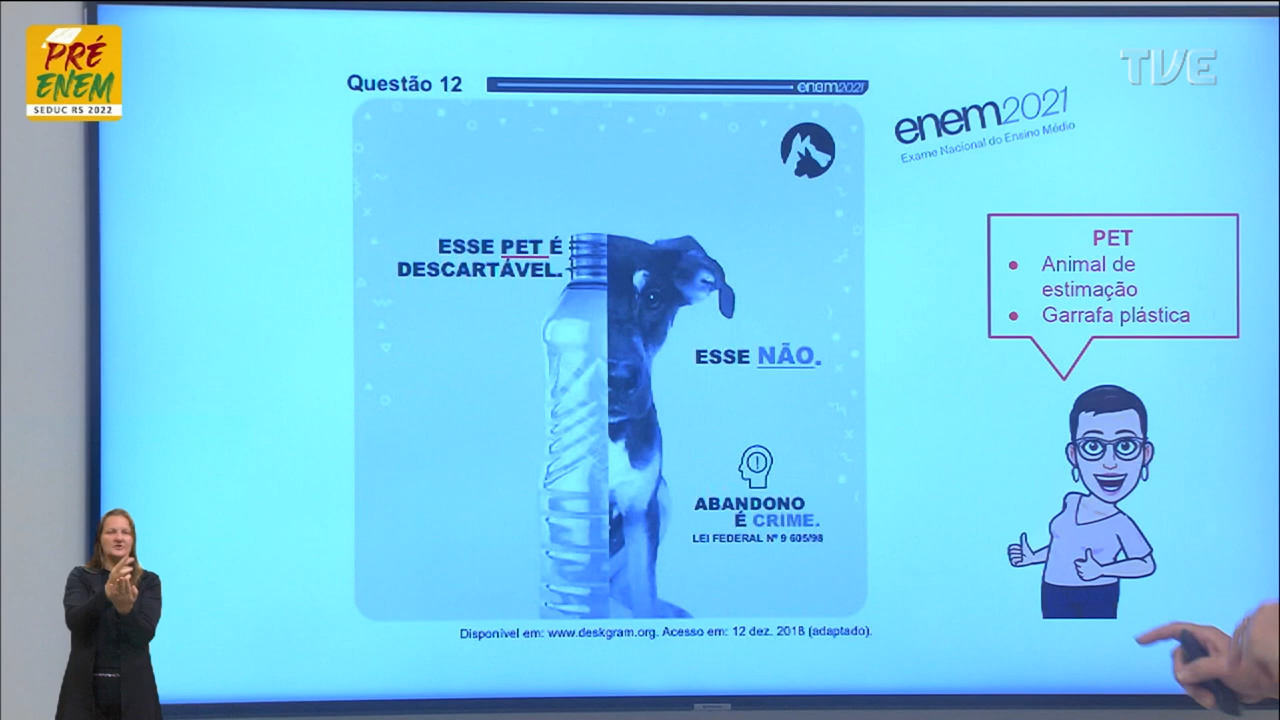 PRÉ
ENEM
SEDUC RS 2022
TVE
Questão 12
enem2021
enem2021
Exame Nacional do Ensino Médio
ESSE PET É
DESCARTÁVEL.
ESSE NÃO.
ABANDONO
É CRIME.
LEI FEDERAL Nº 9 605/98
Disponível em: www.deskgram.org. Acesso em: 12 dez. 2018 (adaptado).
PET
• Animal de
estimação
• Garrafa plástica